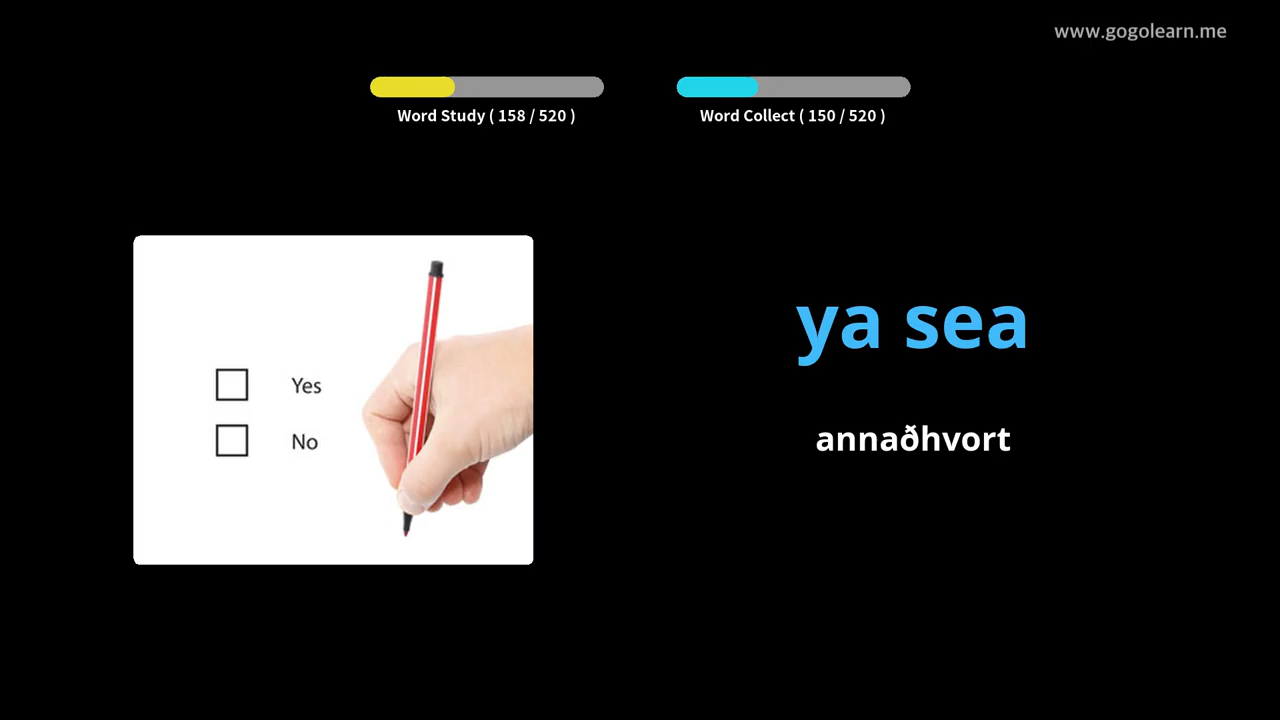 www.gogolearn.me
Word Study ( 158 / 520 )
Word Collect ( 150 / 520 )
Yes
No
ya sea
annaðhvort